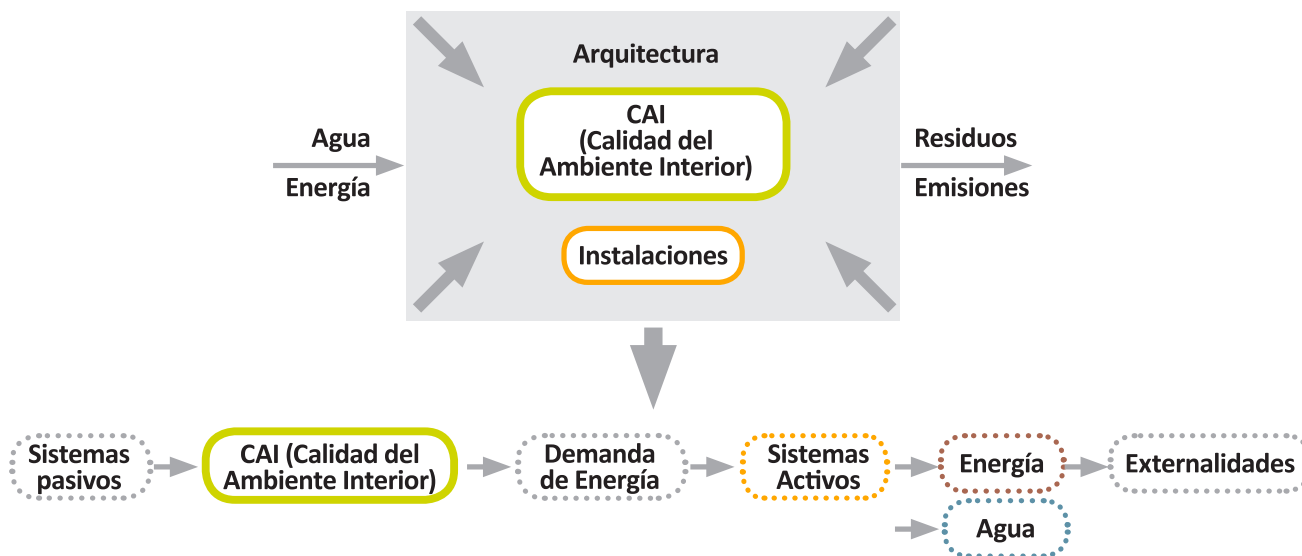 Arquitectura
CAI
(Calidad del
Ambiente Interior)
Agua
Energía
Residuos
Emisiones
Instalaciones
Sistemas
pasivos
CAI (Calidad del
Ambiente Interior)
Demanda
de Energía
Sistemas
Activos
Energía
Externalidades
Agua